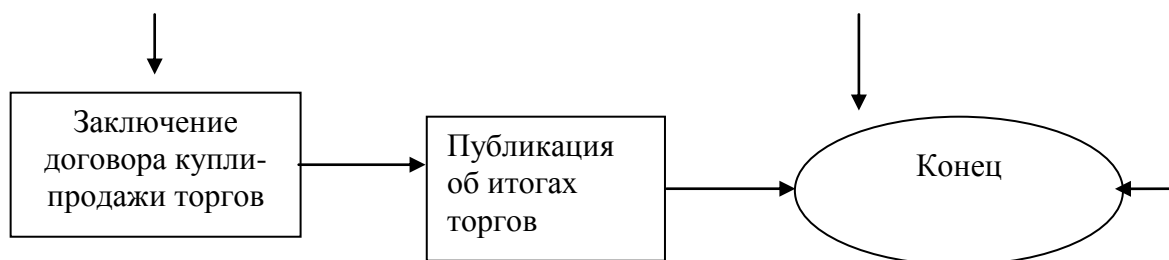 Заключение
договора купли-
продажи торгов
Публикация
об итогах
торгов
Конец